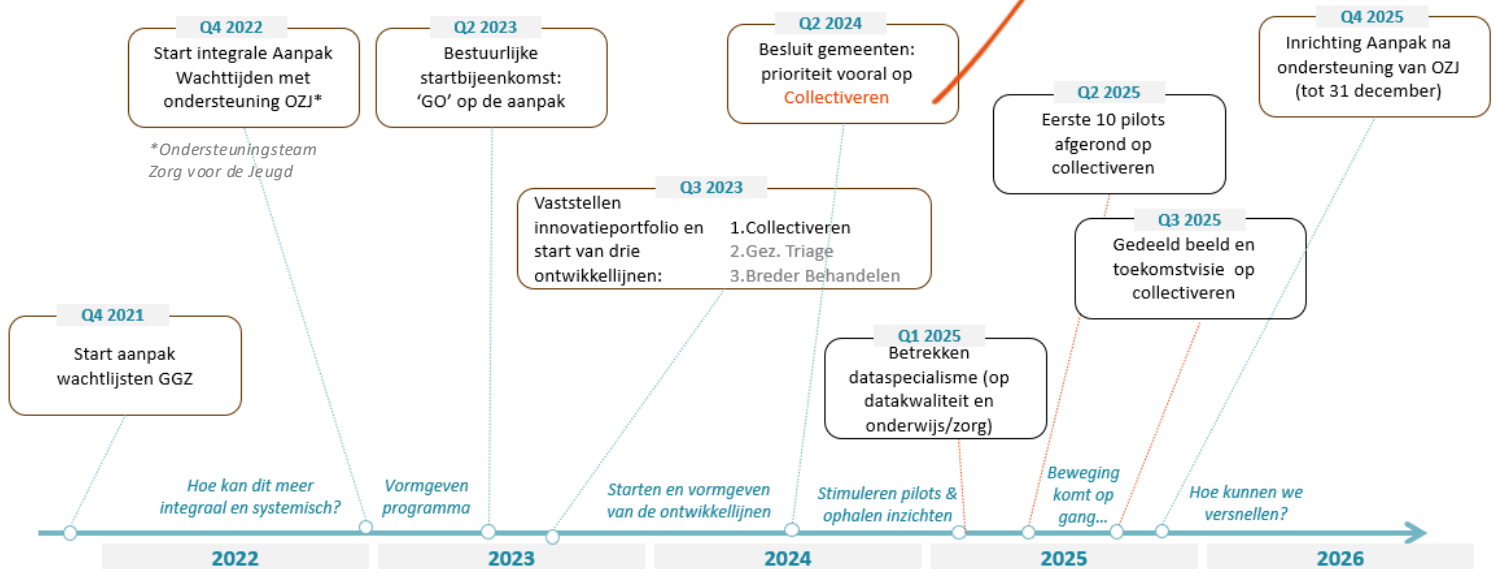 Q4 2022
Start integrale Aanpak
Wachttijden met
ondersteuning OZJ*
*Ondersteuningsteam
Zorg voor de Jeugd
Q2 2023
Bestuurlijke
startbijeenkomst:
‘GO’ op de aanpak
Q2 2024
Besluit gemeenten:
prioriteit vooral op
Collectiveren
Q4 2025
Inrichting Aanpak na
ondersteuning van OZJ
(tot 31 december)
Q2 2025
Eerste 10 pilots
afgerond op
collectiveren
Q3 2023
Vaststellen
innovatieportfolio en
start van drie
ontwikkellijnen:
1.Collectiveren
2.Gez. Triage
3.Breder Behandelen
Q3 2025
Gedeeld beeld en
toekomstvisie op
collectiveren
Q4 2021
Start aanpak
wachtlijsten GGZ
Q1 2025
Betrekken
dataspecialisme (op
datakwaliteit en
onderwijs/zorg)
Hoe kan dit meer
integraal en systemisch?
Vormgeven
programma
Starten en vormgeven
van de ontwikkellijnen
Stimuleren pilots &
ophalen inzichten
Beweging
komt op
gang...
Hoe kunnen we
versnellen?
2022
2023
2024
2025
2026